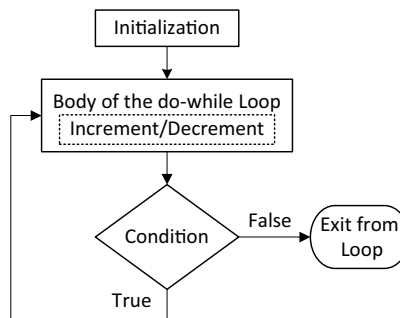 Initialization
Body of the do-while Loop
Increment/Decrement
Condition
False
Exit from
Loop
True